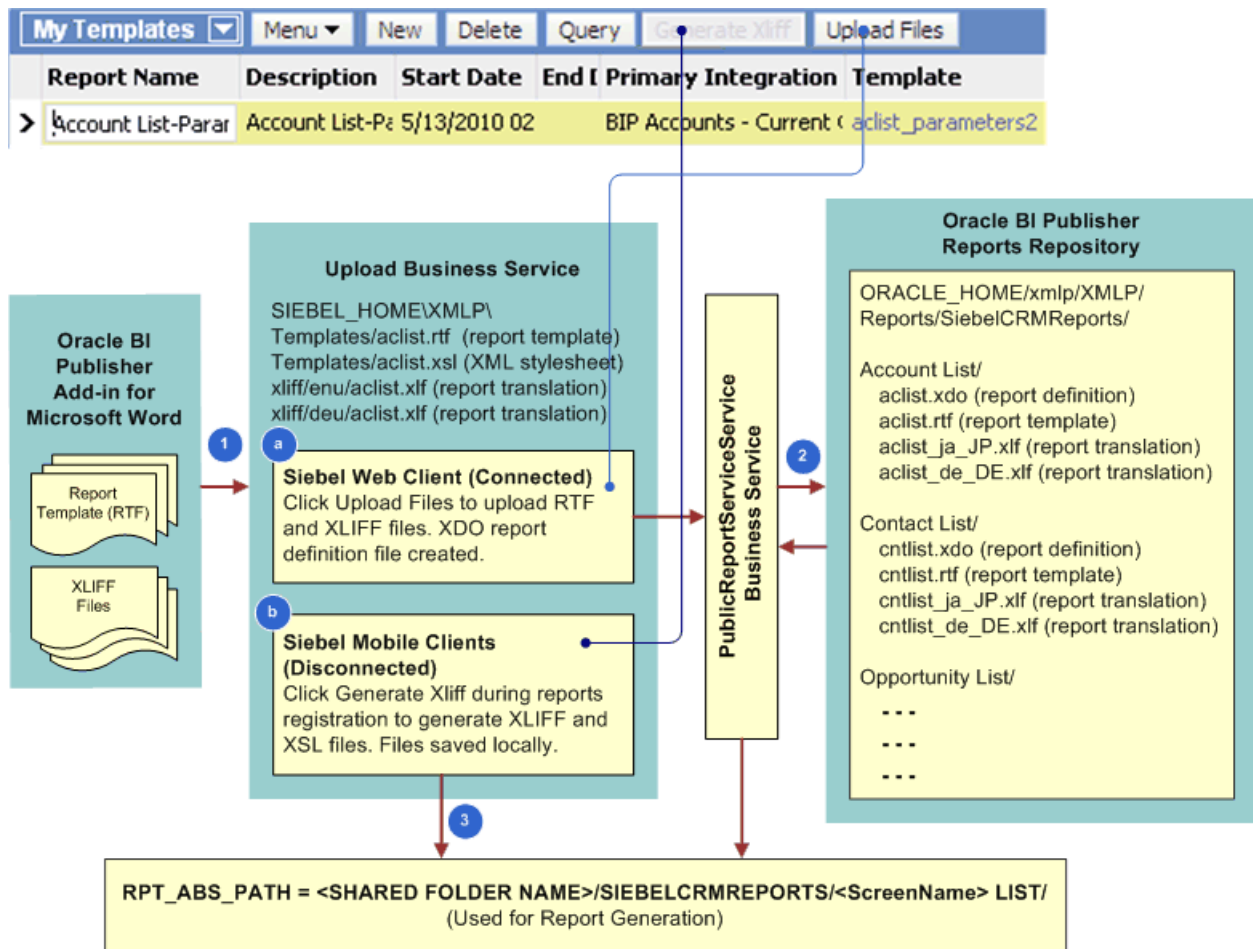 My Templates Menu New Delete Query Generate Xliff Upload Files
Report Name Description Start Date End D Primary Integration Template
Account List-Parar Account List-Pa 5/13/2010 02 BIP Accounts - Current aclist_parameters2
Oracle BI
Publisher
Add-in for
Microsoft Word
Report
Template (RTF)
XLIFF
Files
1
Upload Business Service
SIEBEL_HOME\XMLP\
Templates/aclist.rtf (report template)
Templates/aclist.xsl (XML stylesheet)
xliff/enu/aclist.xlf (report translation)
xliff/deu/aclist.xlf (report translation)
a
Siebel Web Client (Connected)
Click Upload Files to upload RTF
and XLIFF files. XDO report
definition file created.
b
Siebel Mobile Clients
(Disconnected)
Click Generate Xliff during reports
registration to generate XLIFF and
XSL files. Files saved locally.
PublicReportServiceService
Business Service
2
Oracle BI Publisher
Reports Repository
ORACLE_HOME/xmlp/XMLP/
Reports/SiebelCRMReports/
Account List/
aclist.xdo (report definition)
aclist.rtf (report template)
aclist_ja_JP.xlf (report translation)
aclist_de_DE.xlf (report translation)
Contact List/
cntlist.xdo (report definition)
cntlist.rtf (report template)
cntlist_ja_JP.xlf (report translation)
cntlist_de_DE.xlf (report translation)
Opportunity List/
- - -
- - -
- - -
3
RPT_ABS_PATH = <SHARED FOLDER NAME>/SIEBELCRMREPORTS/<ScreenName> LIST/
(Used for Report Generation)